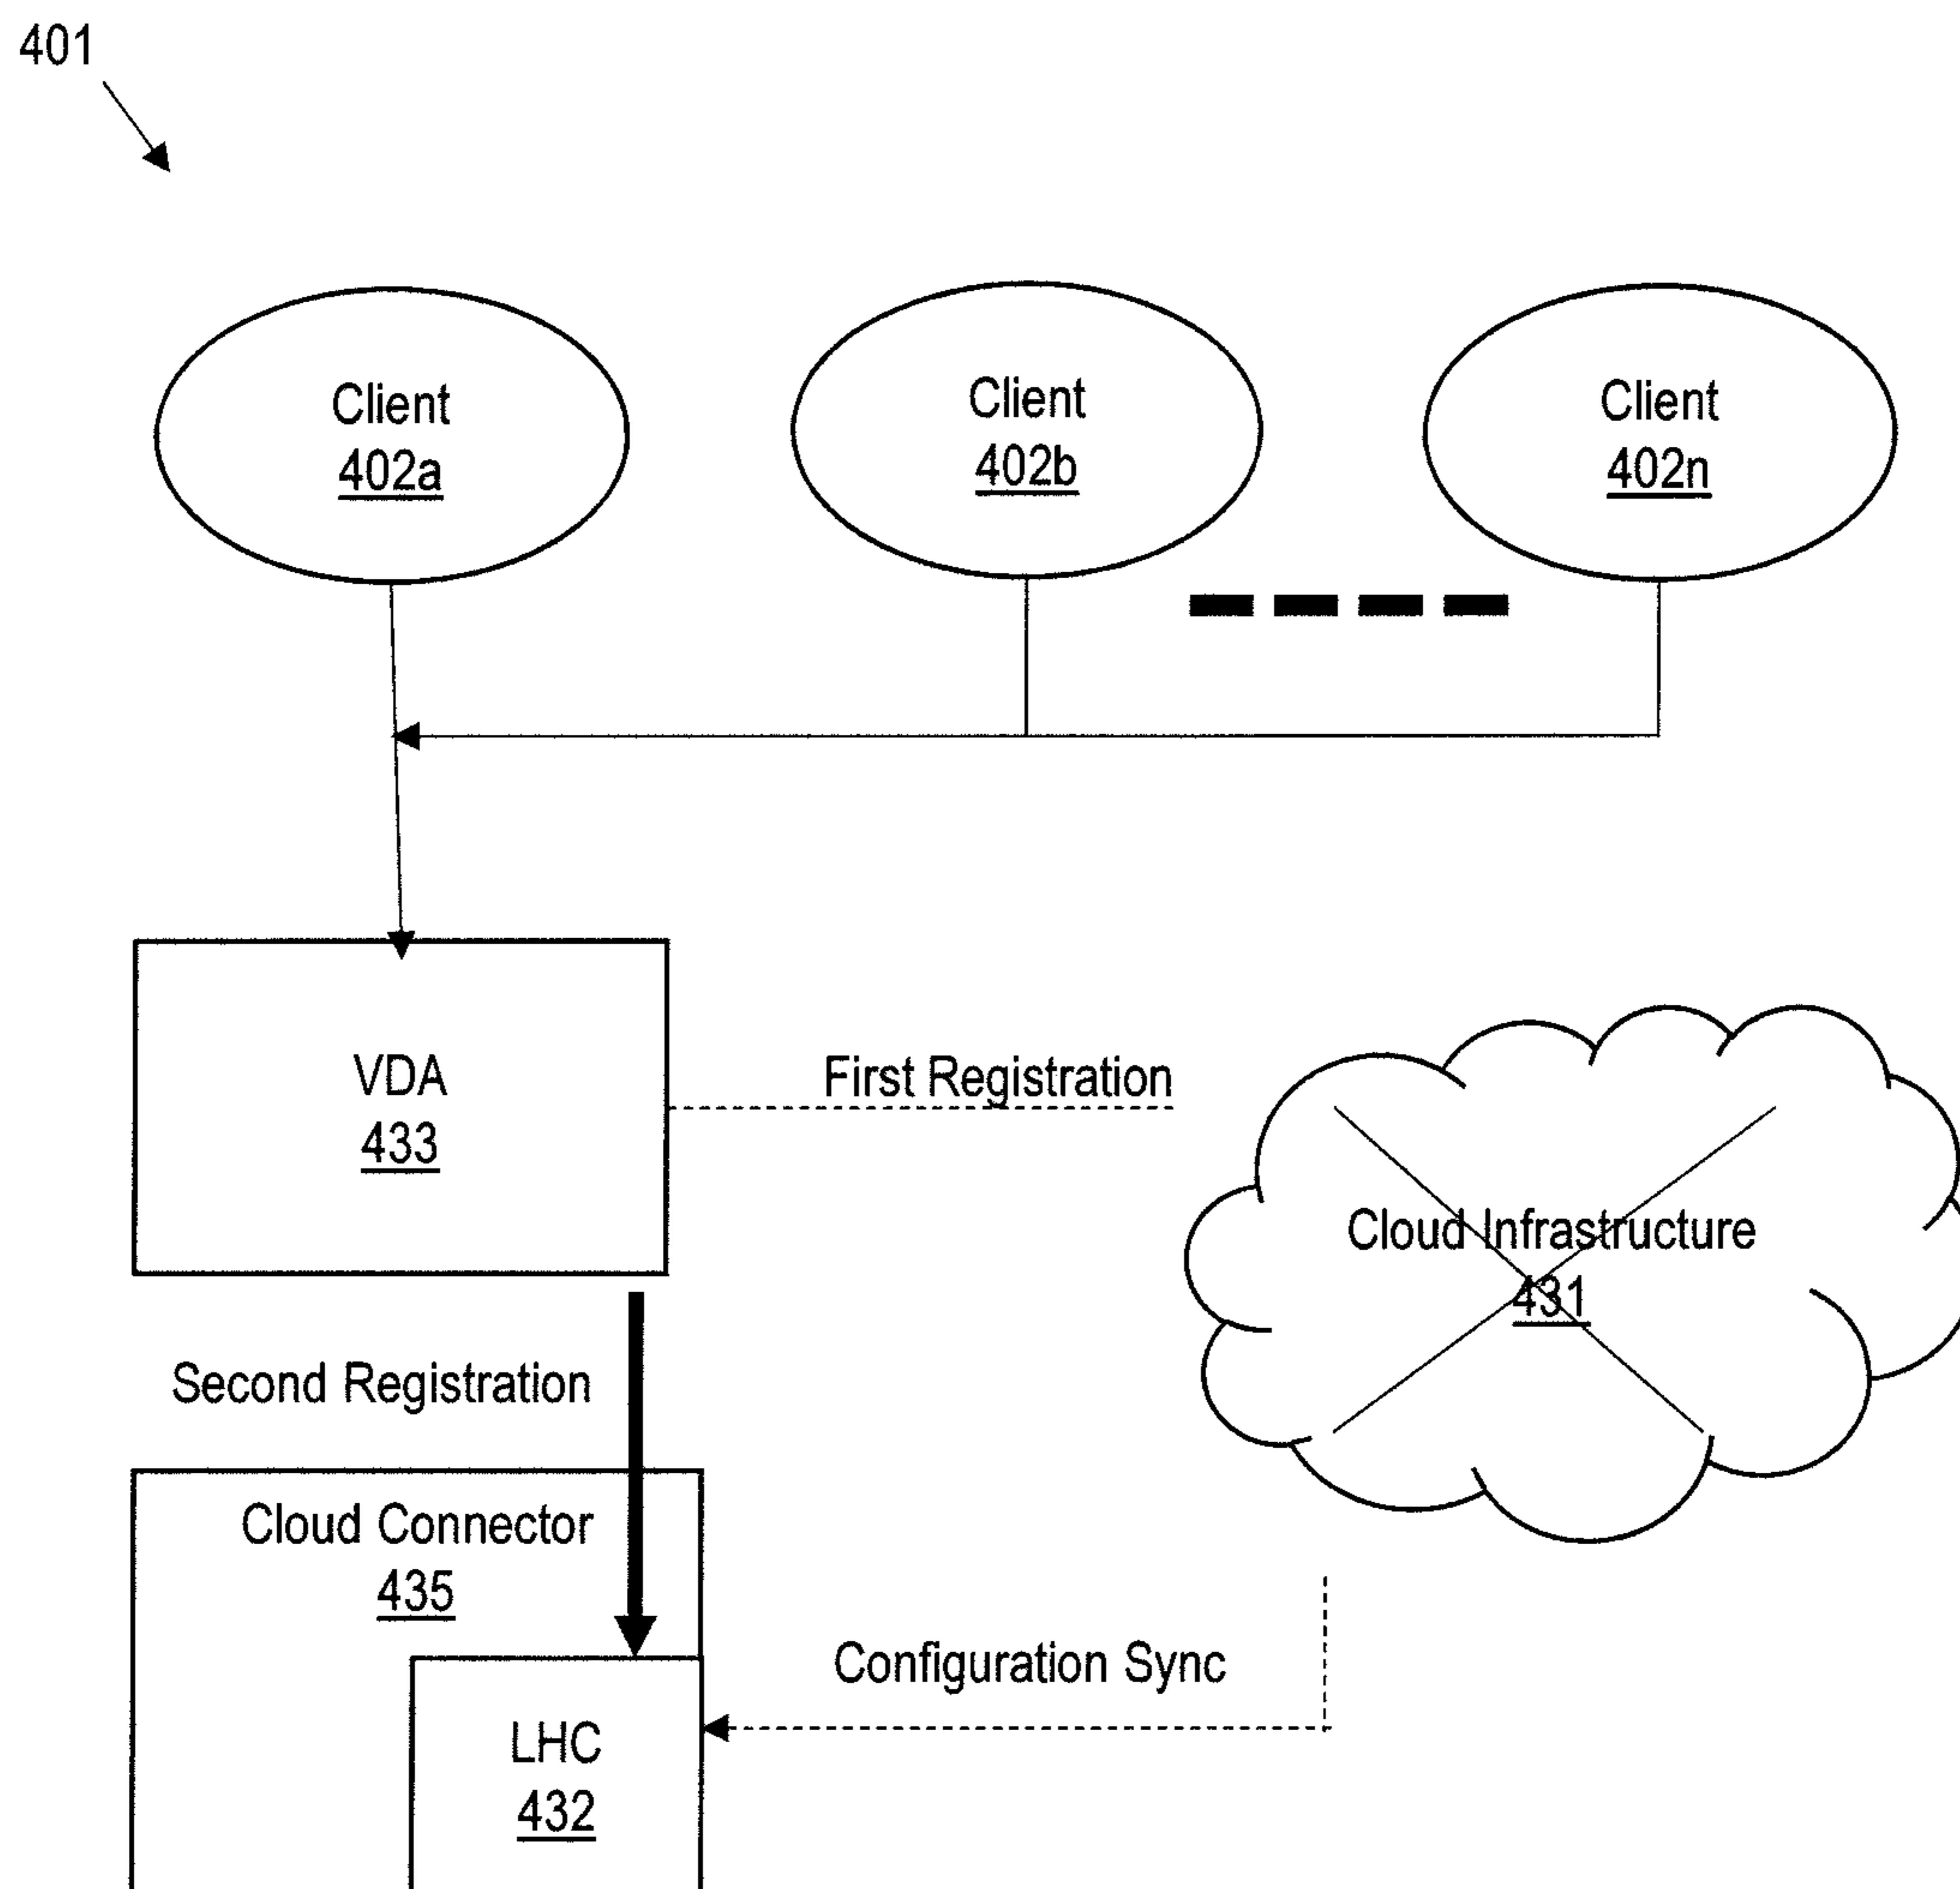 401
Client
402a
Client
402b
Client
402n
VDA
433
First Registration
Cloud Infrastructure
431
Second Registration
Cloud Connector
435
Configuration Sync
LHC
432